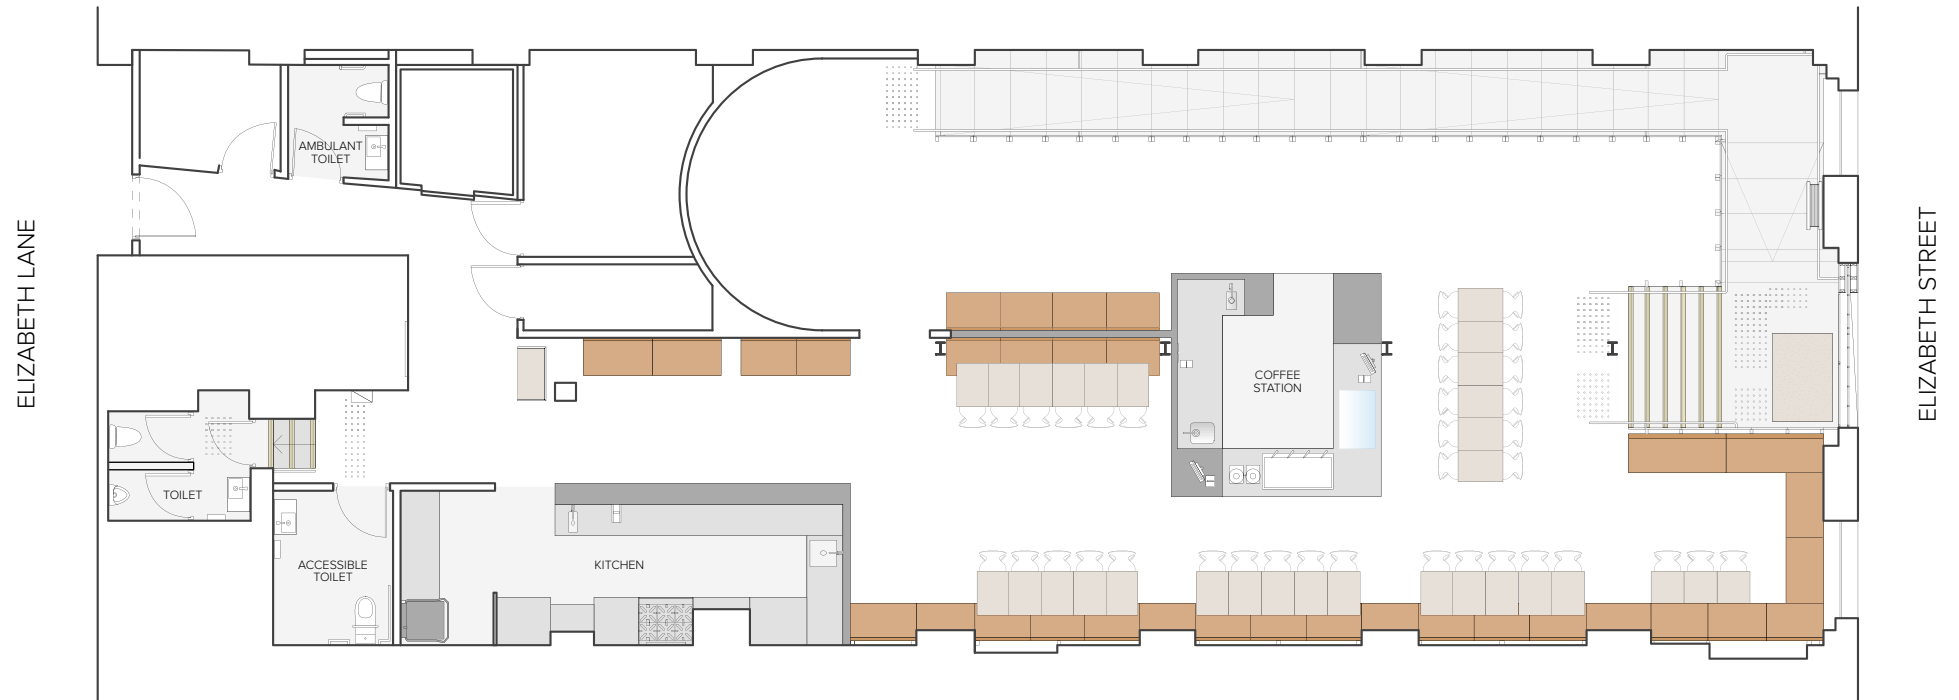 AMBULANT
TOILET
ELIZABETH LANE
ELIZABETH STREET
COFFEE
STATION
TOILET
ACCESSIBLE
TOILET
KITCHEN